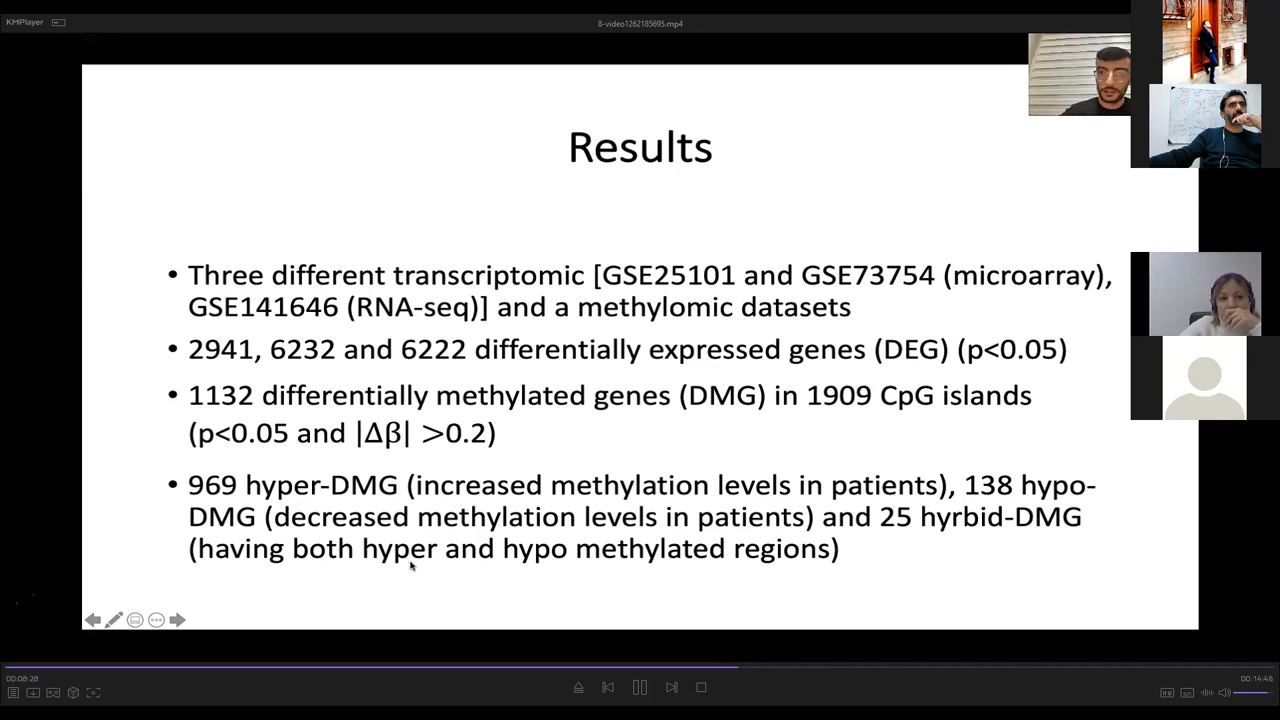 KMPlayer
8-video1262185695.mp4
Results
• Three different transcriptomic [GSE25101 and GSE73754 (microarray),
GSE141646 (RNA-seq)] and a methylomic datasets
• 2941, 6232 and 6222 differentially expressed genes (DEG) (p<0.05)
• 1132 differentially methylated genes (DMG) in 1909 CpG islands
(p<0.05 and |Δβ| >0.2)
• 969 hyper-DMG (increased methylation levels in patients), 138 hypo-
DMG (decreased methylation levels in patients) and 25 hyrbid-DMG
(having both hyper and hypo methylated regions)
00:08:28
00:14:46